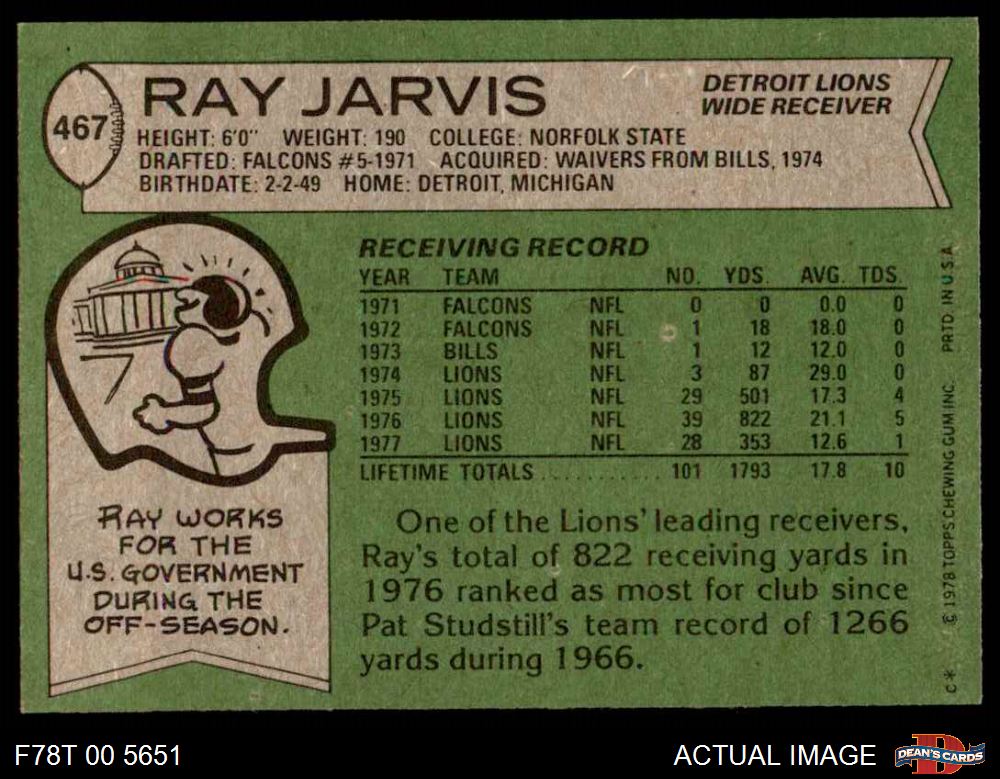 467
RAY JARVIS
DETROIT LIONS
WIDE RECEIVER
HEIGHT: 6'0" WEIGHT: 190 COLLEGE: NORFOLK STATE
DRAFTED: FALCONS #5-1971 ACQUIRED: WAIVERS FROM BILLS, 1974
BIRTHDATE: 2-2-49 HOME: DETROIT, MICHIGAN
RECEIVING RECORD
YEAR TEAM NO. YDS. AVG. TDS.
1971 FALCONS NFL 0 0 0.0 0
1972 FALCONS NFL 1 18 18.0 0
1973 BILLS NFL 1 12 12.0 0
1974 LIONS NFL 3 87 29.0 0
1975 LIONS NFL 29 501 17.3 4
1976 LIONS NFL 39 822 21.1 5
1977 LIONS NFL 28 353 12.6 1
LIFETIME TOTALS ........... 101 1793 17.8 10
RAY WORKS
FOR THE
U.S. GOVERNMENT
DURING THE
OFF-SEASON.
One of the Lions' leading receivers,
Ray's total of 822 receiving yards in
1976 ranked as most for club since
Pat Studstill's team record of 1266
yards during 1966.
C* © 1978 TOPPS CHEWING GUM INC. PRTD. IN U.S.A.
F78T 00 5651
ACTUAL IMAGE
D
DEAN'S CARDS